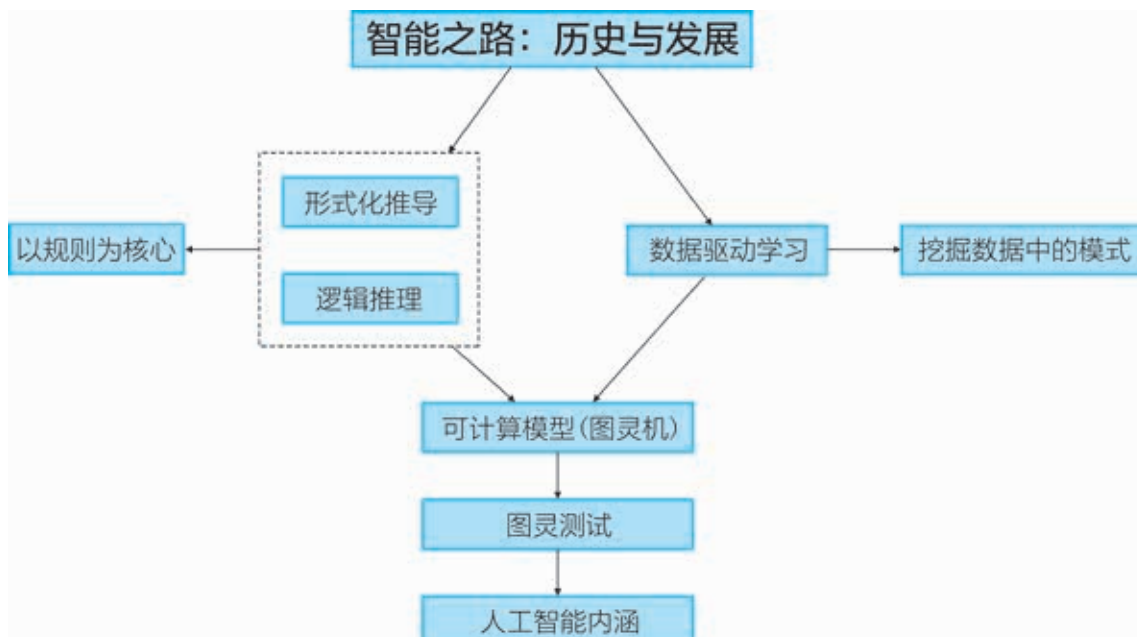 智能之路：历史与发展
形式化推导
以规则为核心
数据驱动学习
挖掘数据中的模式
逻辑推理
可计算模型(图灵机)
图灵测试
人工智能内涵